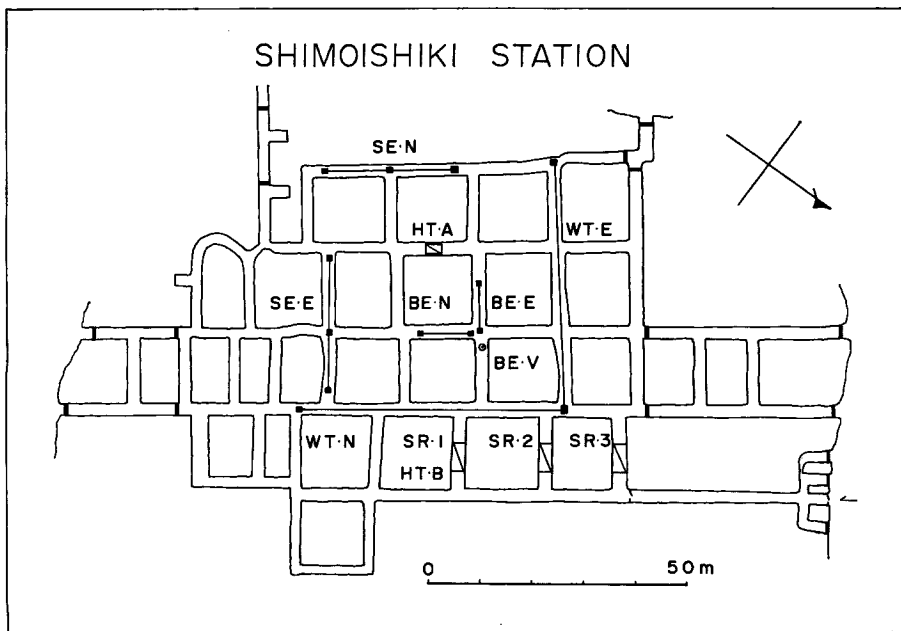 SHIMOISHIKI STATION
SE·N
HT·A
WT·E
SE·E
BE·N
BE·E
BE·V
WT·N
SR·1
SR·2
SR·3
HT·B
0
50m